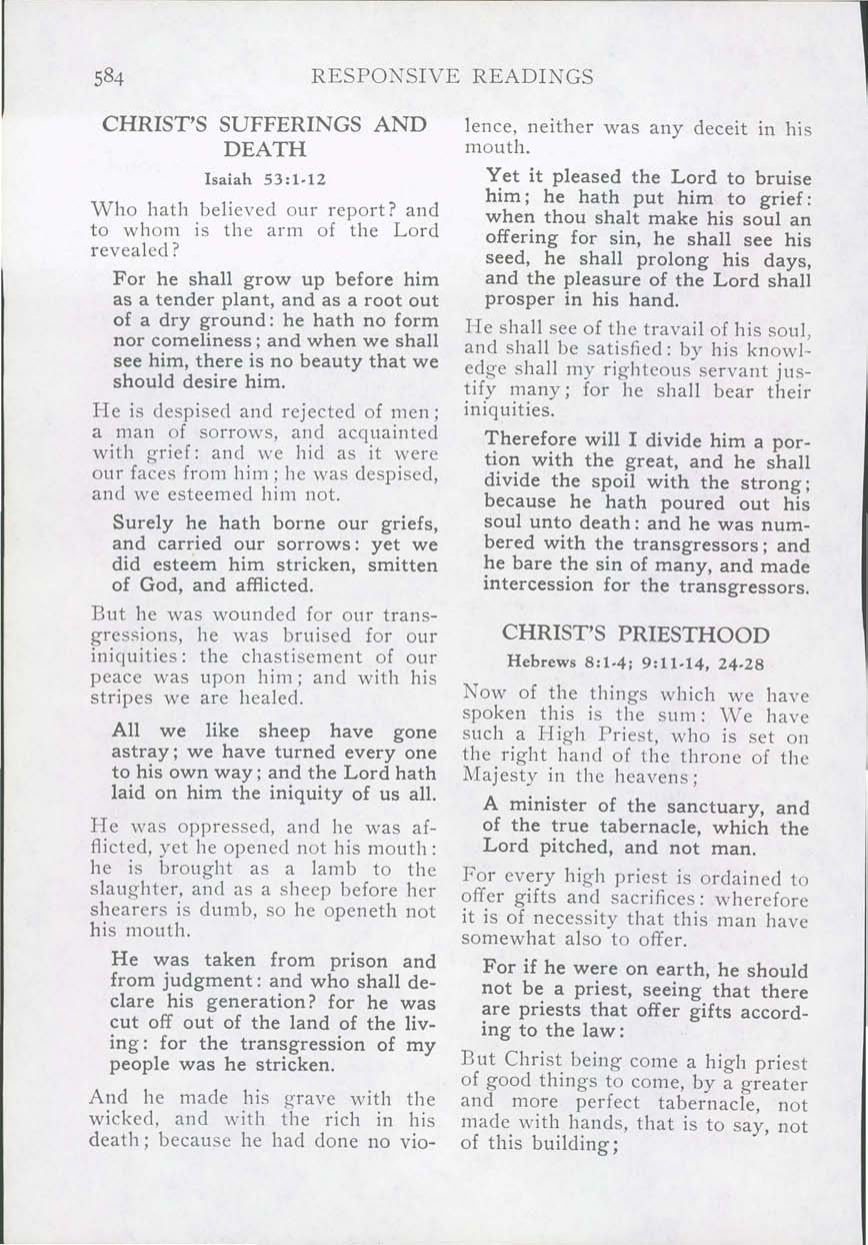 584 RESPONSIVE READINGS
CHRIST'S SUFFERINGS AND
DEATH
Isaiah 53:1-12
Who hath believed our report? and
to whom is the arm of the Lord
revealed?
For he shall grow up before him
as a tender plant, and as a root out
of a dry ground: he hath no form
nor comeliness; and when we shall
see him, there is no beauty that we
should desire him.
He is despised and rejected of men;
a man of sorrows, and acquainted
with grief: and we hid as it were
our faces from him; he was despised,
and we esteemed him not.
Surely he hath borne our griefs,
and carried our sorrows: yet we
did esteem him stricken, smitten
of God, and afflicted.
But he was wounded for our trans-
gressions, he was bruised for our
iniquities: the chastisement of our
peace was upon him; and with his
stripes we are healed.
All we like sheep have gone
astray; we have turned every one
to his own way; and the Lord hath
laid on him the iniquity of us all.
He was oppressed, and he was af-
flicted, yet he opened not his mouth:
he is brought as a lamb to the
slaughter, and as a sheep before her
shearers is dumb, so he openeth not
his mouth.
He was taken from prison and
from judgment: and who shall de-
clare his generation? for he was
cut off out of the land of the liv-
ing: for the transgression of my
people was he stricken.
And he made his grave with the
wicked, and with the rich in his
death; because he had done no vio-
lence, neither was any deceit in his
mouth.
Yet it pleased the Lord to bruise
him; he hath put him to grief:
when thou shalt make his soul an
offering for sin, he shall see his
seed, he shall prolong his days,
and the pleasure of the Lord shall
prosper in his hand.
He shall see of the travail of his soul,
and shall be satisfied: by his knowl-
edge shall my righteous servant jus-
tify many; for he shall bear their
iniquities.
Therefore will I divide him a por-
tion with the great, and he shall
divide the spoil with the strong;
because he hath poured out his
soul unto death: and he was num-
bered with the transgressors; and
he bare the sin of many, and made
intercession for the transgressors.
CHRIST'S PRIESTHOOD
Hebrews 8:1-4; 9:11-14, 24-28
Now of the things which we have
spoken this is the sum: We have
such a High Priest, who is set on
the right hand of the throne of the
Majesty in the heavens;
A minister of the sanctuary, and
of the true tabernacle, which the
Lord pitched, and not man.
For every high priest is ordained to
offer gifts and sacrifices: wherefore
it is of necessity that this man have
somewhat also to offer.
For if he were on earth, he should
not be a priest, seeing that there
are priests that offer gifts accord-
ing to the law:
But Christ being come a high priest
of good things to come, by a greater
and more perfect tabernacle, not
made with hands, that is to say, not
of this building;